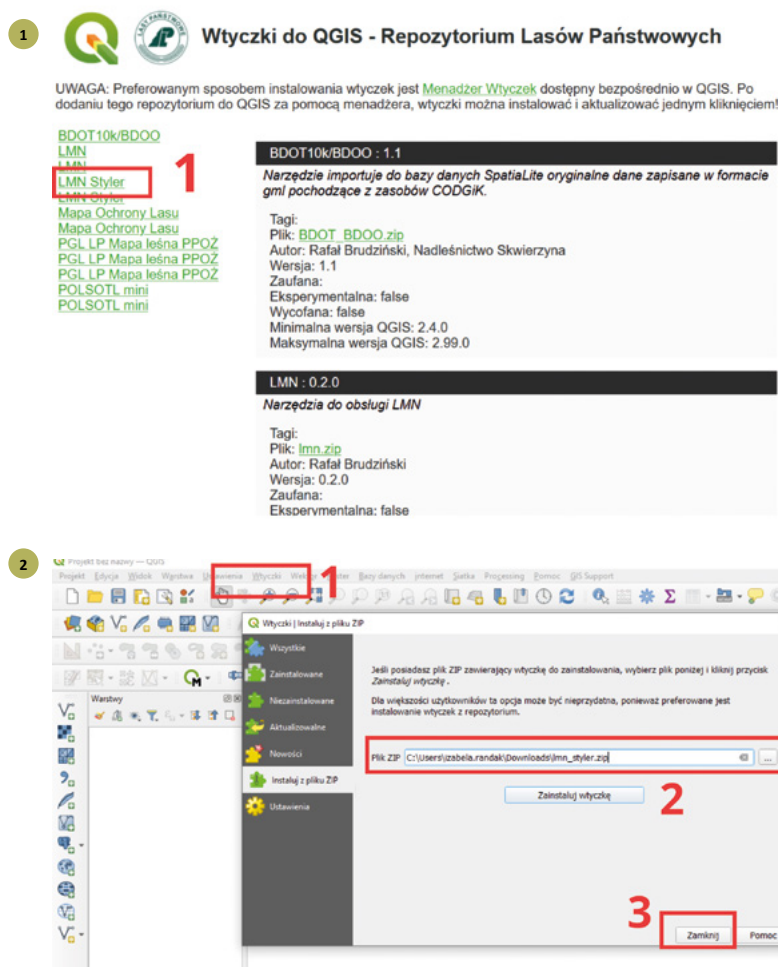 1
LASY PAŃSTWOWE
Wtyczki do QGIS - Repozytorium Lasów Państwowych
UWAGA: Preferowanym sposobem instalowania wtyczek jest Menadżer Wtyczek dostępny bezpośrednio w QGIS. Po
dodaniu tego repozytorium do QGIS za pomocą menadżera, wtyczki można instalować i aktualizować jednym kliknięciem!
BDOT10k/BDOO
LMN
LMN
LMN Styler
LMN Styler
Mapa Ochrony Lasu
Mapa Ochrony Lasu
PGL LP Mapa leśna PPOŻ
PGL LP Mapa leśna PPOŻ
PGL LP Mapa leśna PPOŻ
POLSOTL mini
POLSOTL mini
1
BDOT10k/BDOO : 1.1
Narzędzie importuje do bazy danych SpatiaLite oryginalne dane zapisane w formacie
gml pochodzące z zasobów CODGiK.
Tagi:
Plik: BDOT_BDOO.zip
Autor: Rafał Brudziński, Nadleśnictwo Skwierzyna
Wersja: 1.1
Zaufana:
Eksperymentalna: false
Wycofana: false
Minimalna wersja QGIS: 2.4.0
Maksymalna wersja QGIS: 2.99.0
LMN : 0.2.0
Narzędzia do obsługi LMN
Tagi:
Plik: lmn.zip
Autor: Rafał Brudziński
Wersja: 0.2.0
Zaufana:
Eksperymentalna: false
2
Projekt bez nazwy — QGIS
Projekt Edycja Widok Warstwa Ustawienia Wtyczki Bazy danych internet Siatka Processing Pomoc GIS Support
1
Warstwy
Wtyczki | Instaluj z pliku ZIP
Wszystkie
Zainstalowane
Niezainstalowane
Aktualizowalne
Nowości
Instaluj z pliku ZIP
Ustawienia
Jeśli posiadasz plik ZIP zawierający wtyczkę do zainstalowania, wybierz plik poniżej i kliknij przycisk
Zainstaluj wtyczkę .
Dla większości użytkowników ta opcja może być nieprzydatna, ponieważ preferowane jest
instalowanie wtyczek z repozytorium.
Plik ZIP C:\Users\izabela.randak\Downloads\lmn_styler.zip ...
Zainstaluj wtyczkę
2
3
Zamknij Pomoc